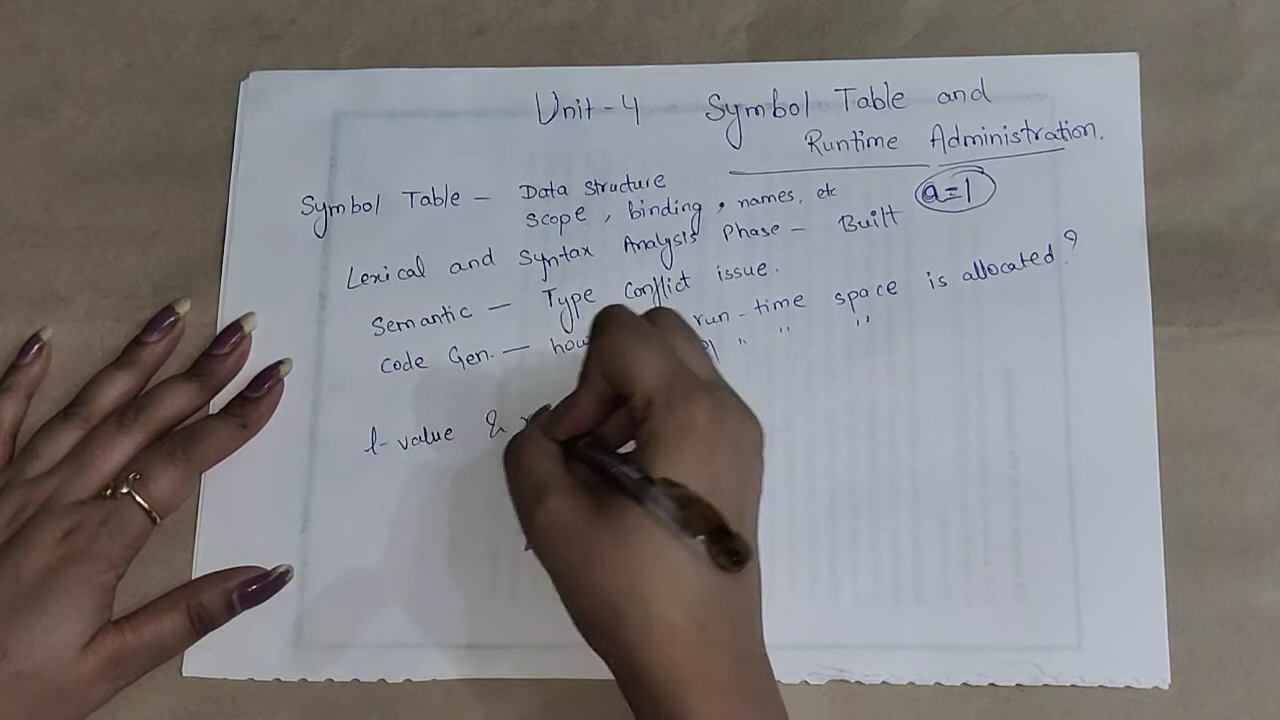 Unit-4 Symbol Table and
Runtime Administration.
Symbol Table - Data structure
scope, binding, names, etc
a=1
Lexical and Syntax Analysis Phase - Built
Semantic - Type Conflict issue.
Code Gen. - how run-time space is allocated?
" " "
l-value &